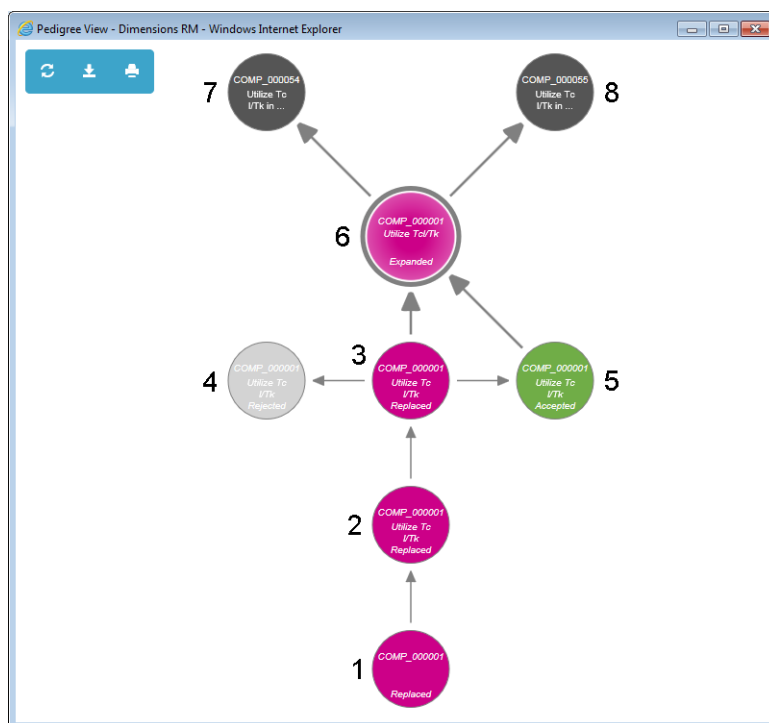 Pedigree View - Dimensions RM - Windows Internet Explorer
7
COMP_000054
Utilize Tc
l/Tk in ...
COMP_000055
Utilize Tc
l/Tk in ...
8
6
COMP_000001
Utilize Tcl/Tk
Expanded
4
COMP_000001
Utilize Tc
l/Tk
Rejected
3
COMP_000001
Utilize Tc
l/Tk
Replaced
COMP_000001
Utilize Tc
l/Tk
Accepted
5
2
COMP_000001
Utilize Tc
l/Tk
Replaced
1
COMP_000001
Replaced